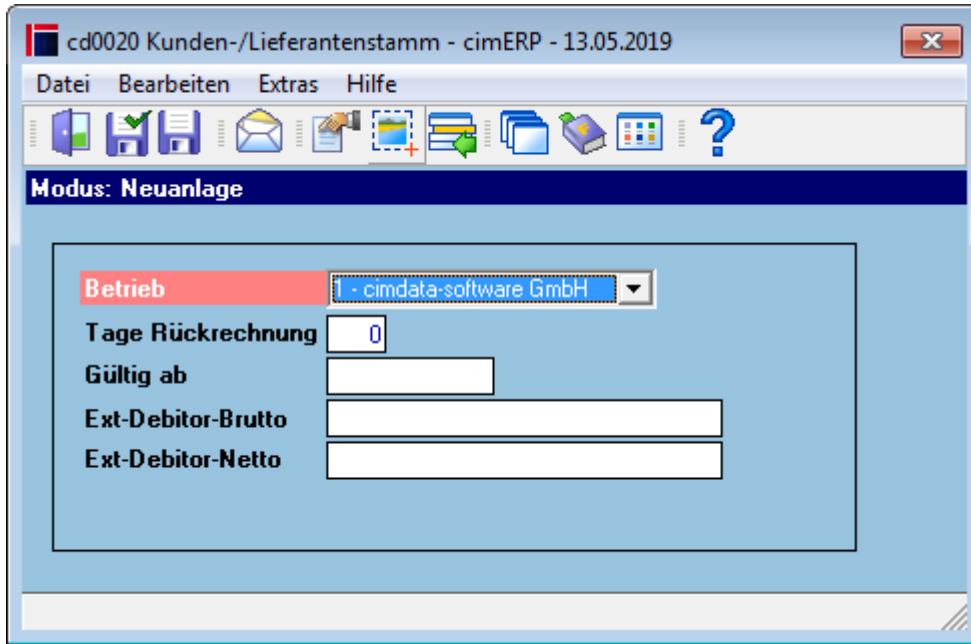 cd0020 Kunden-/Lieferantenstamm - cimERP - 13.05.2019
Datei Bearbeiten Extras Hilfe
Modus: Neuanlage
Betrieb 1 - cimdata-software GmbH
Tage Rückrechnung 0
Gültig ab
Ext-Debitor-Brutto
Ext-Debitor-Netto